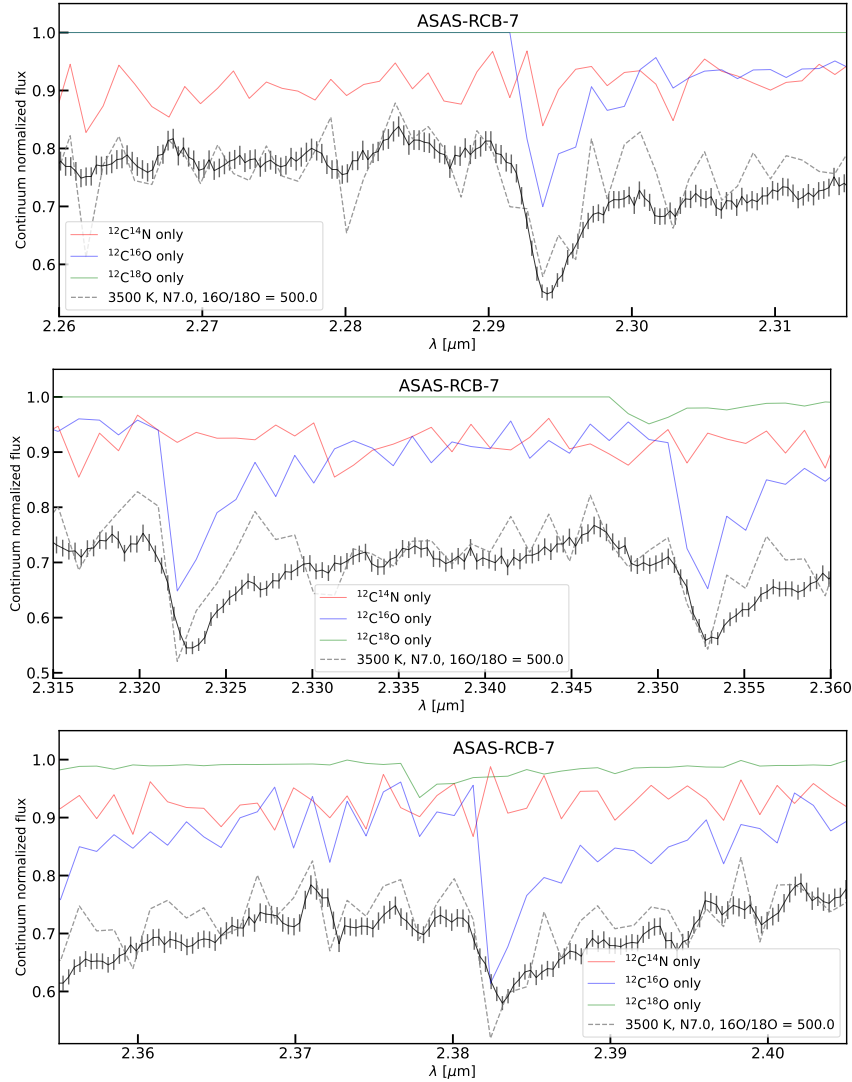 ASAS-RCB-7
Continuum normalized flux
1.0
0.9
0.8
0.7
0.6
¹²C¹⁴N only
¹²C¹⁶O only
¹²C¹⁸O only
3500 K, N7.0, 16O/18O = 500.0
2.26 2.27 2.28 2.29 2.30 2.31
λ [μm]
ASAS-RCB-7
Continuum normalized flux
1.0
0.9
0.8
0.7
0.6
0.5
¹²C¹⁴N only
¹²C¹⁶O only
¹²C¹⁸O only
3500 K, N7.0, 16O/18O = 500.0
2.315 2.320 2.325 2.330 2.335 2.340 2.345 2.350 2.355 2.360
λ [μm]
ASAS-RCB-7
Continuum normalized flux
1.0
0.9
0.8
0.7
0.6
¹²C¹⁴N only
¹²C¹⁶O only
¹²C¹⁸O only
3500 K, N7.0, 16O/18O = 500.0
2.36 2.37 2.38 2.39 2.40
λ [μm]